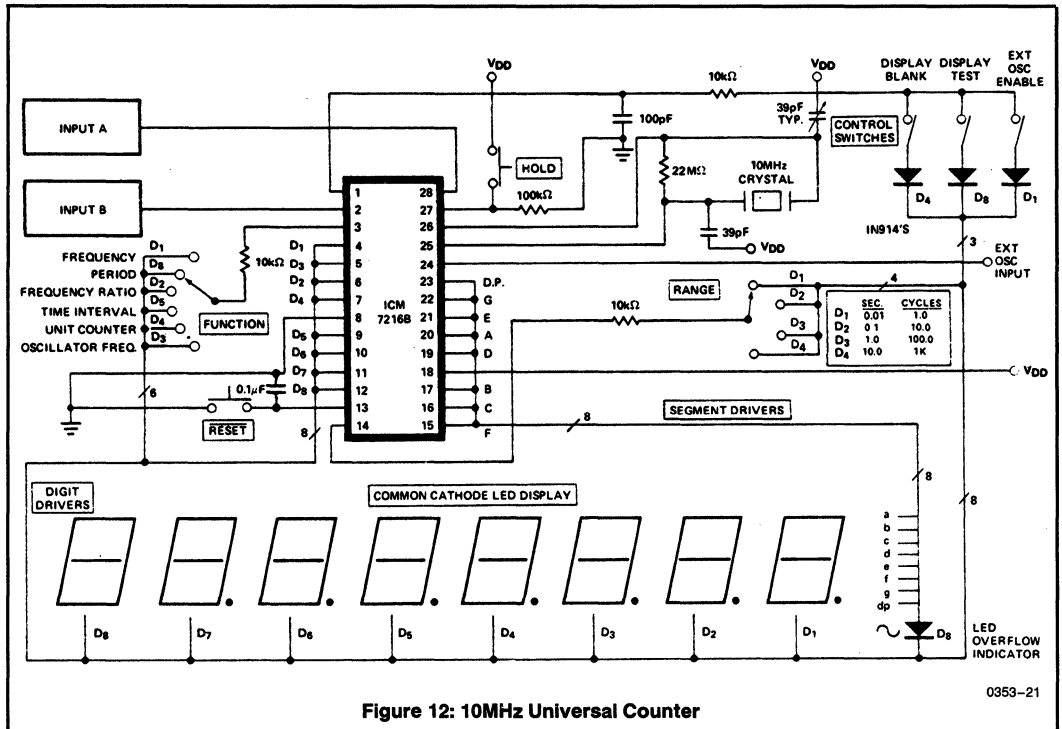 VDD
VDD
DISPLAY BLANK
DISPLAY TEST
EXT OSC ENABLE
10kΩ
INPUT A
100pF
39pF TYP.
CONTROL SWITCHES
HOLD
22MΩ
10MHz CRYSTAL
INPUT B
100kΩ
D4
D8
D1
IN914'S
39pF
VDD
3
EXT OSC INPUT
1
2
3
4
5
6
7
8
9
10
11
12
13
14
28
27
26
25
24
23
22
21
20
19
18
17
16
15
ICM 7216B
D1
D3
D2
D4
D5
D6
D7
D8
8
D.P.
G
E
A
D
B
C
F
FREQUENCY D1
PERIOD D8
FREQUENCY RATIO D2
TIME INTERVAL D5
UNIT COUNTER D4
OSCILLATOR FREQ. D3
10kΩ
FUNCTION
6
0.1μF
RESET
10kΩ
RANGE
D1
D2
D3
D4
4
SEC. CYCLES
D1 0.01 1.0
D2 0.1 10.0
D3 1.0 100.0
D4 10.0 1K
VDD
8
SEGMENT DRIVERS
8
8
DIGIT DRIVERS
COMMON CATHODE LED DISPLAY
a
b
c
d
e
f
g
dp
D8
LED OVERFLOW INDICATOR
D8
D7
D6
D5
D4
D3
D2
D1
0353–21
Figure 12: 10MHz Universal Counter